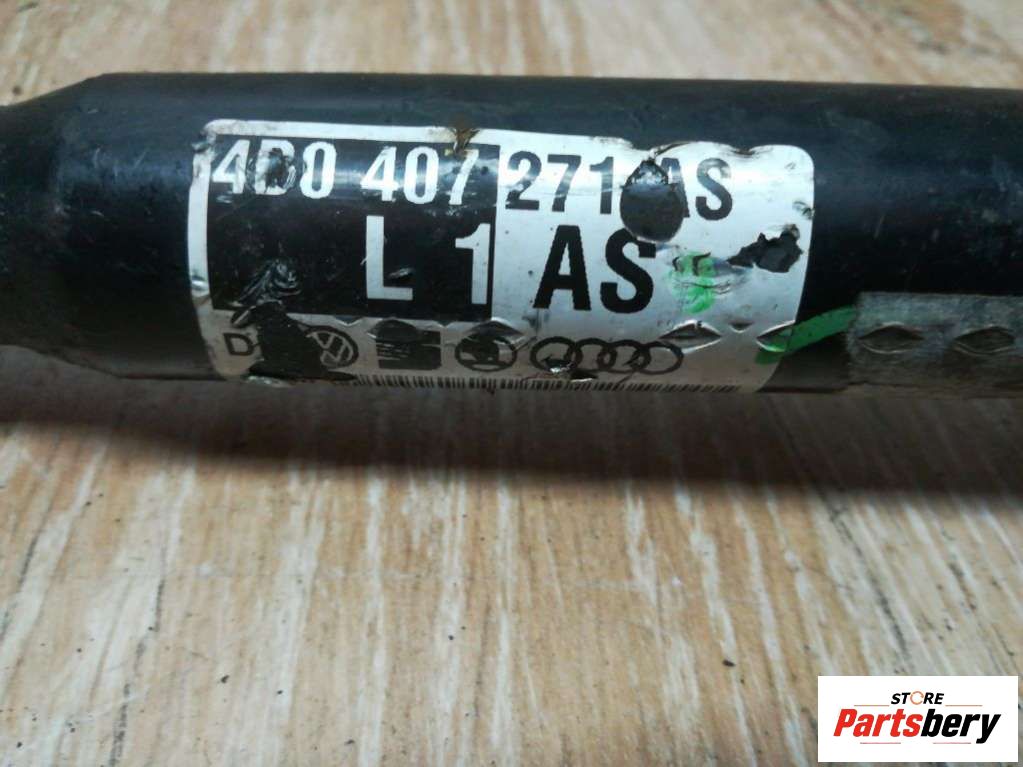 4D0 407 271 AS
L 1 AS
D
STORE
Partsbery